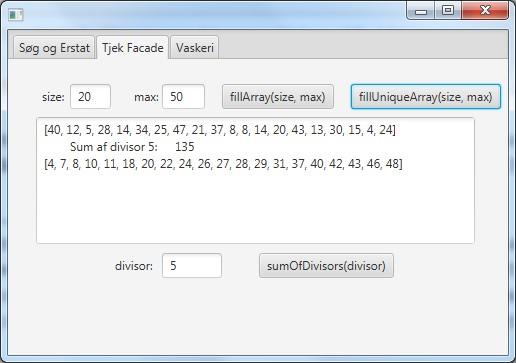 Søg og Erstat Tjek Facade Vaskeri
size: 20 max: 50 fillArray(size, max) fillUniqueArray(size, max)
[40, 12, 5, 28, 14, 34, 25, 47, 21, 37, 8, 8, 14, 20, 43, 13, 30, 15, 4, 24]
Sum af divisor 5: 135
[4, 7, 8, 10, 11, 18, 20, 22, 24, 26, 27, 28, 29, 31, 37, 40, 42, 43, 46, 48]
divisor: 5 sumOfDivisors(divisor)